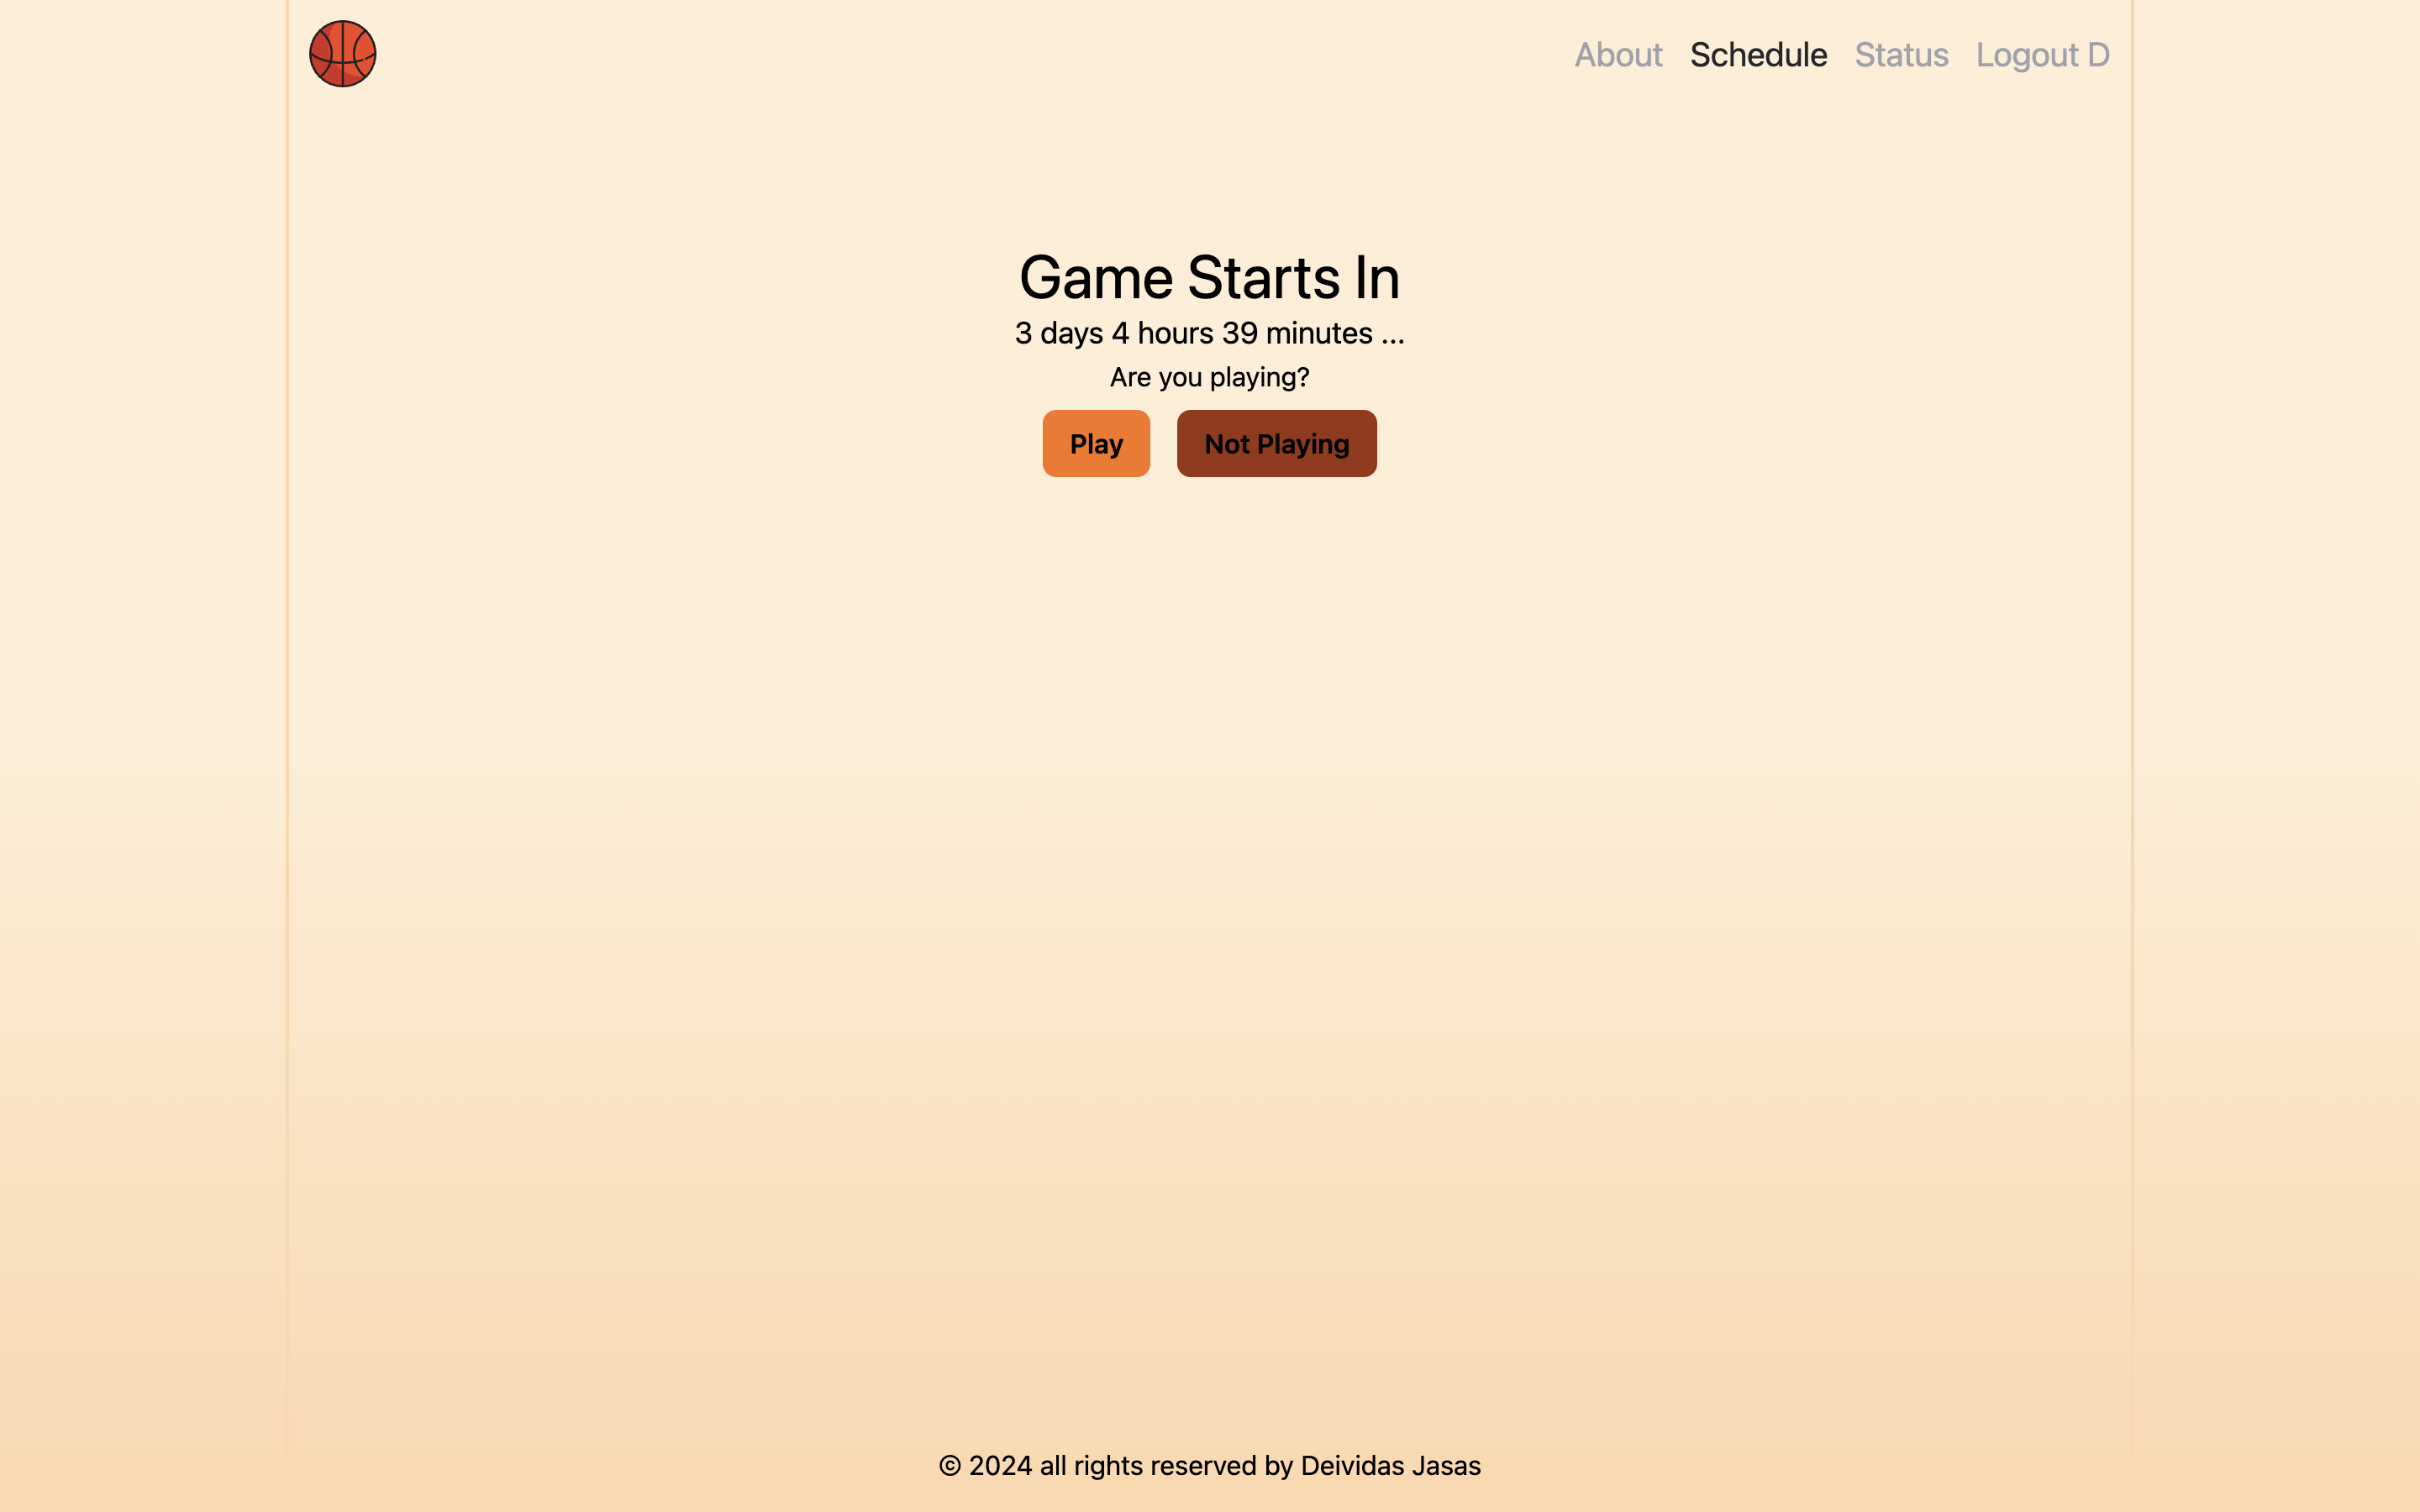 About Schedule Status Logout D
Game Starts In
3 days 4 hours 39 minutes ...
Are you playing?
Play Not Playing
© 2024 all rights reserved by Deividas Jasas